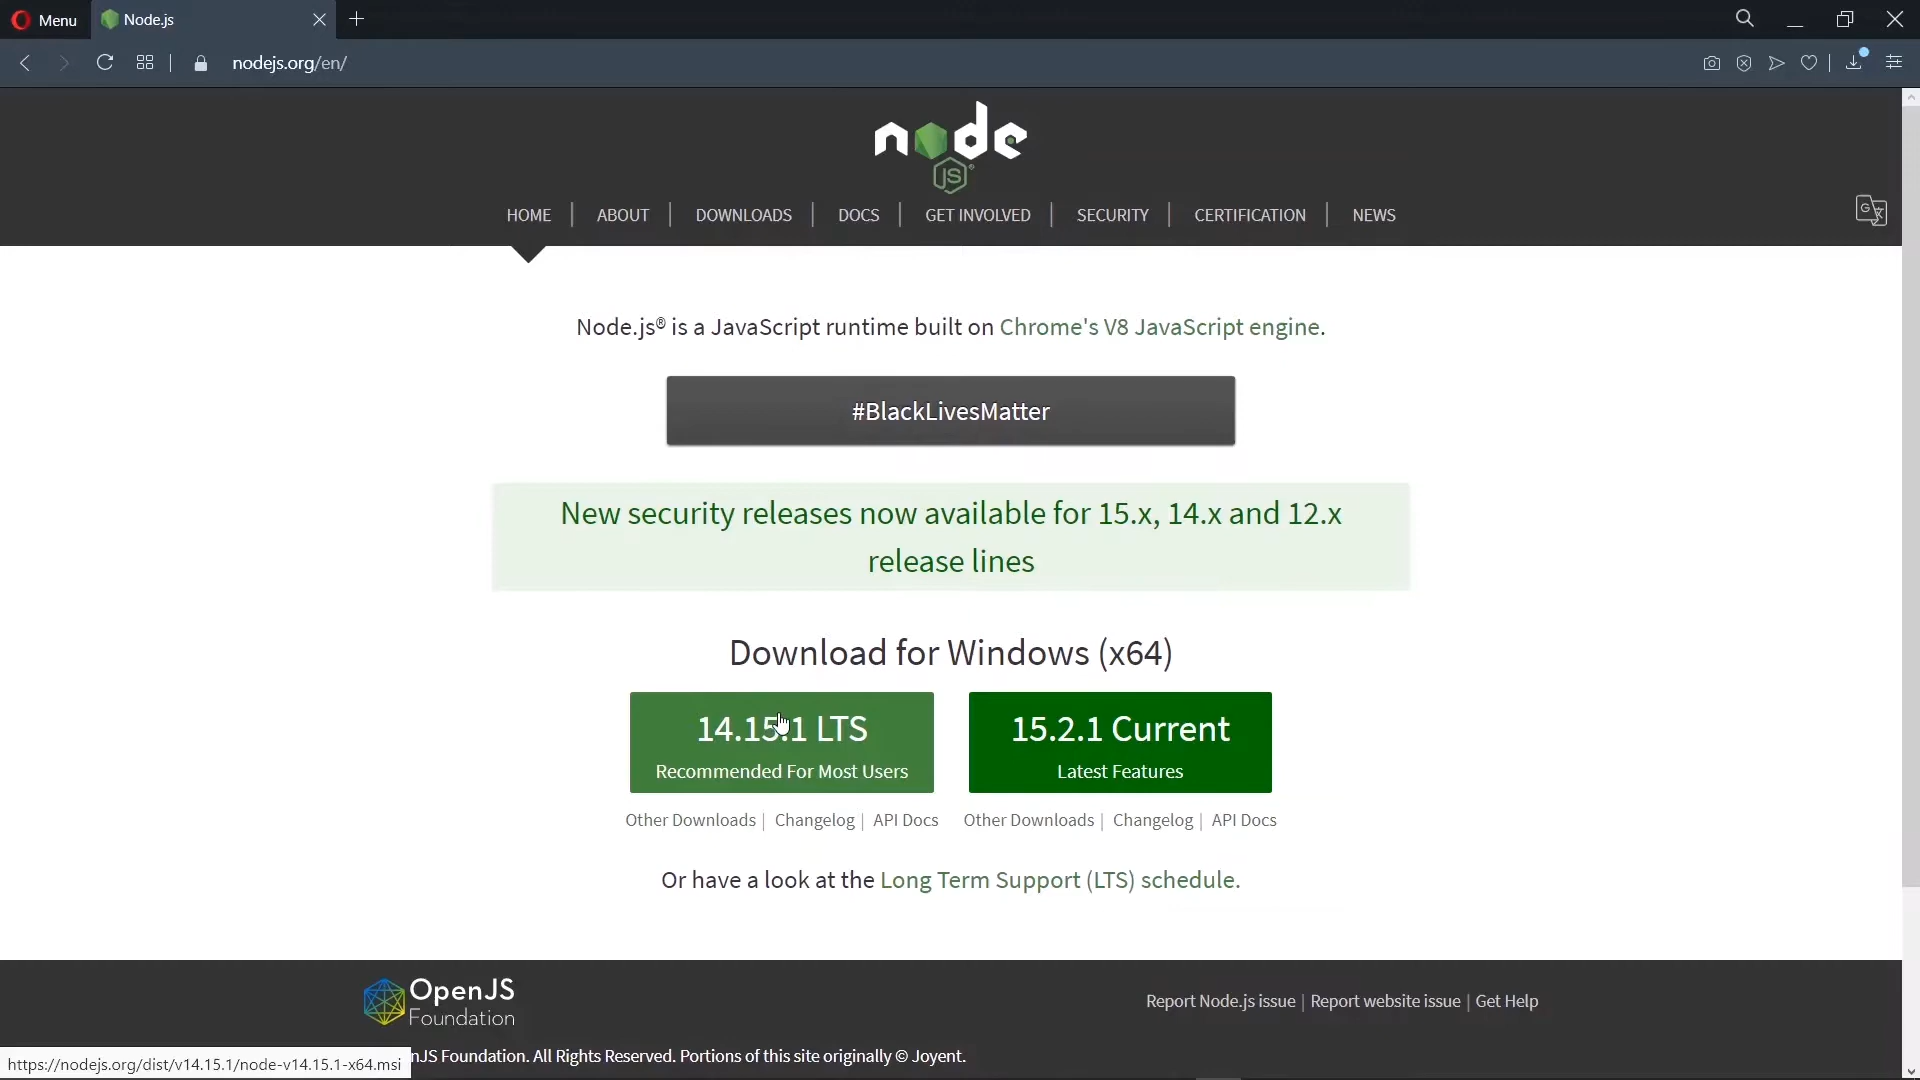 Menu
Node.js
nodejs.org/en/
node
JS
HOME | ABOUT | DOWNLOADS | DOCS | GET INVOLVED | SECURITY | CERTIFICATION | NEWS
Node.js® is a JavaScript runtime built on Chrome's V8 JavaScript engine.
#BlackLivesMatter
New security releases now available for 15.x, 14.x and 12.x
release lines
Download for Windows (x64)
14.15.1 LTS
Recommended For Most Users
15.2.1 Current
Latest Features
Other Downloads | Changelog | API Docs
Other Downloads | Changelog | API Docs
Or have a look at the Long Term Support (LTS) schedule.
OpenJS
Foundation
Report Node.js issue | Report website issue | Get Help
nJS Foundation. All Rights Reserved. Portions of this site originally © Joyent.
https://nodejs.org/dist/v14.15.1/node-v14.15.1-x64.msi